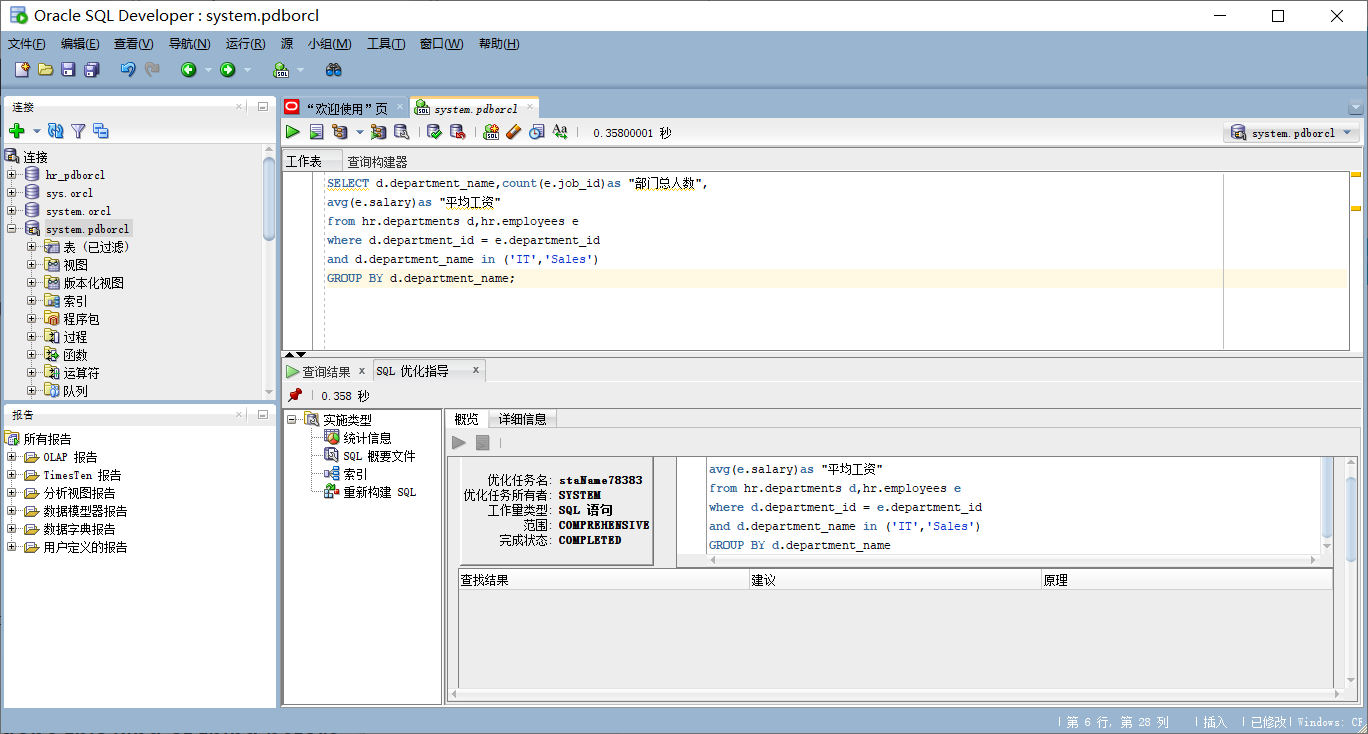 Oracle SQL Developer : system.pdborcl
文件(F) 编辑(E) 查看(V) 导航(N) 运行(R) 源 小组(M) 工具(T) 窗口(W) 帮助(H)
连接
连接
hr_pdborcl
sys.orcl
system.orcl
system.pdborcl
表 (已过滤)
视图
版本化视图
索引
程序包
过程
函数
运算符
队列
报告
所有报告
OLAP 报告
TimesTen 报告
分析视图报告
数据模型器报告
数据字典报告
用户定义的报告
“欢迎使用”页 system.pdborcl
0.35800001 秒 system.pdborcl
工作表 查询构建器
SELECT d.department_name,count(e.job_id)as "部门总人数",
avg(e.salary)as "平均工资"
from hr.departments d,hr.employees e
where d.department_id = e.department_id
and d.department_name in ('IT','Sales')
GROUP BY d.department_name;
查询结果 x SQL 优化指导 x
0.358 秒
实施类型
统计信息
SQL 概要文件
索引
重新构建 SQL
概览 详细信息
优化任务名: staName78383
优化任务所有者: SYSTEM
工作量类型: SQL 语句
范围: COMPREHENSIVE
完成状态: COMPLETED
avg(e.salary)as "平均工资"
from hr.departments d,hr.employees e
where d.department_id = e.department_id
and d.department_name in ('IT','Sales')
GROUP BY d.department_name
查找结果 建议 原理
第 6 行, 第 28 列 插入 已修改 Windows: